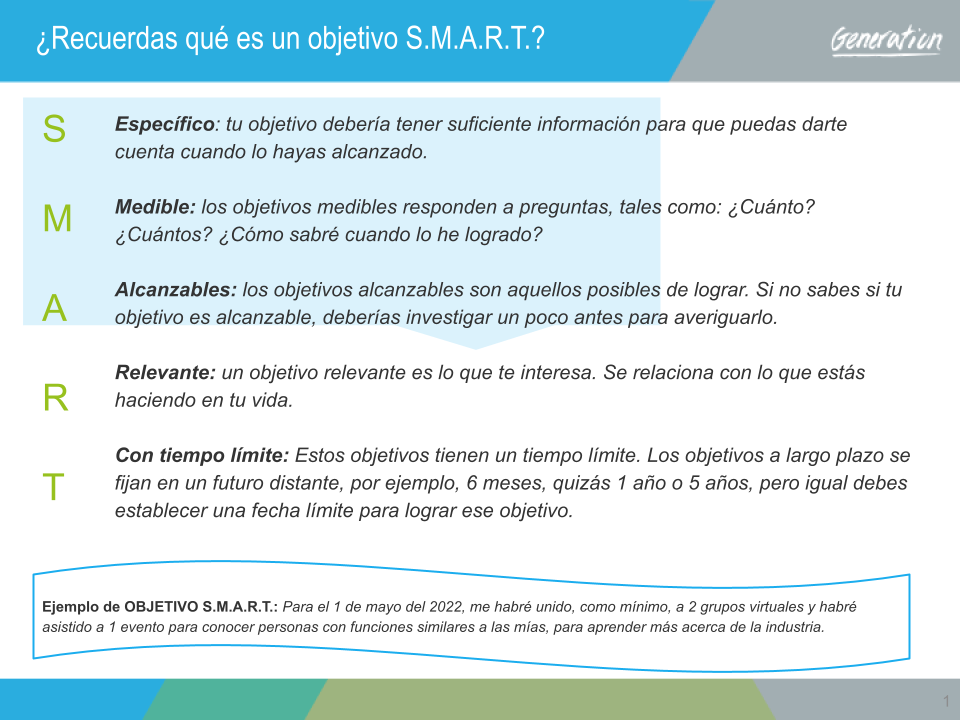 ¿Recuerdas qué es un objetivo S.M.A.R.T.?
Generation
S
Específico: tu objetivo debería tener suficiente información para que puedas darte
cuenta cuando lo hayas alcanzado.
M
Medible: los objetivos medibles responden a preguntas, tales como: ¿Cuánto?
¿Cuántos? ¿Cómo sabré cuando lo he logrado?
A
Alcanzables: los objetivos alcanzables son aquellos posibles de lograr. Si no sabes si tu
objetivo es alcanzable, deberías investigar un poco antes para averiguarlo.
R
Relevante: un objetivo relevante es lo que te interesa. Se relaciona con lo que estás
haciendo en tu vida.
T
Con tiempo límite: Estos objetivos tienen un tiempo límite. Los objetivos a largo plazo se
fijan en un futuro distante, por ejemplo, 6 meses, quizás 1 año o 5 años, pero igual debes
establecer una fecha límite para lograr ese objetivo.
Ejemplo de OBJETIVO S.M.A.R.T.: Para el 1 de mayo del 2022, me habré unido, como mínimo, a 2 grupos virtuales y habré
asistido a 1 evento para conocer personas con funciones similares a las mías, para aprender más acerca de la industria.
1